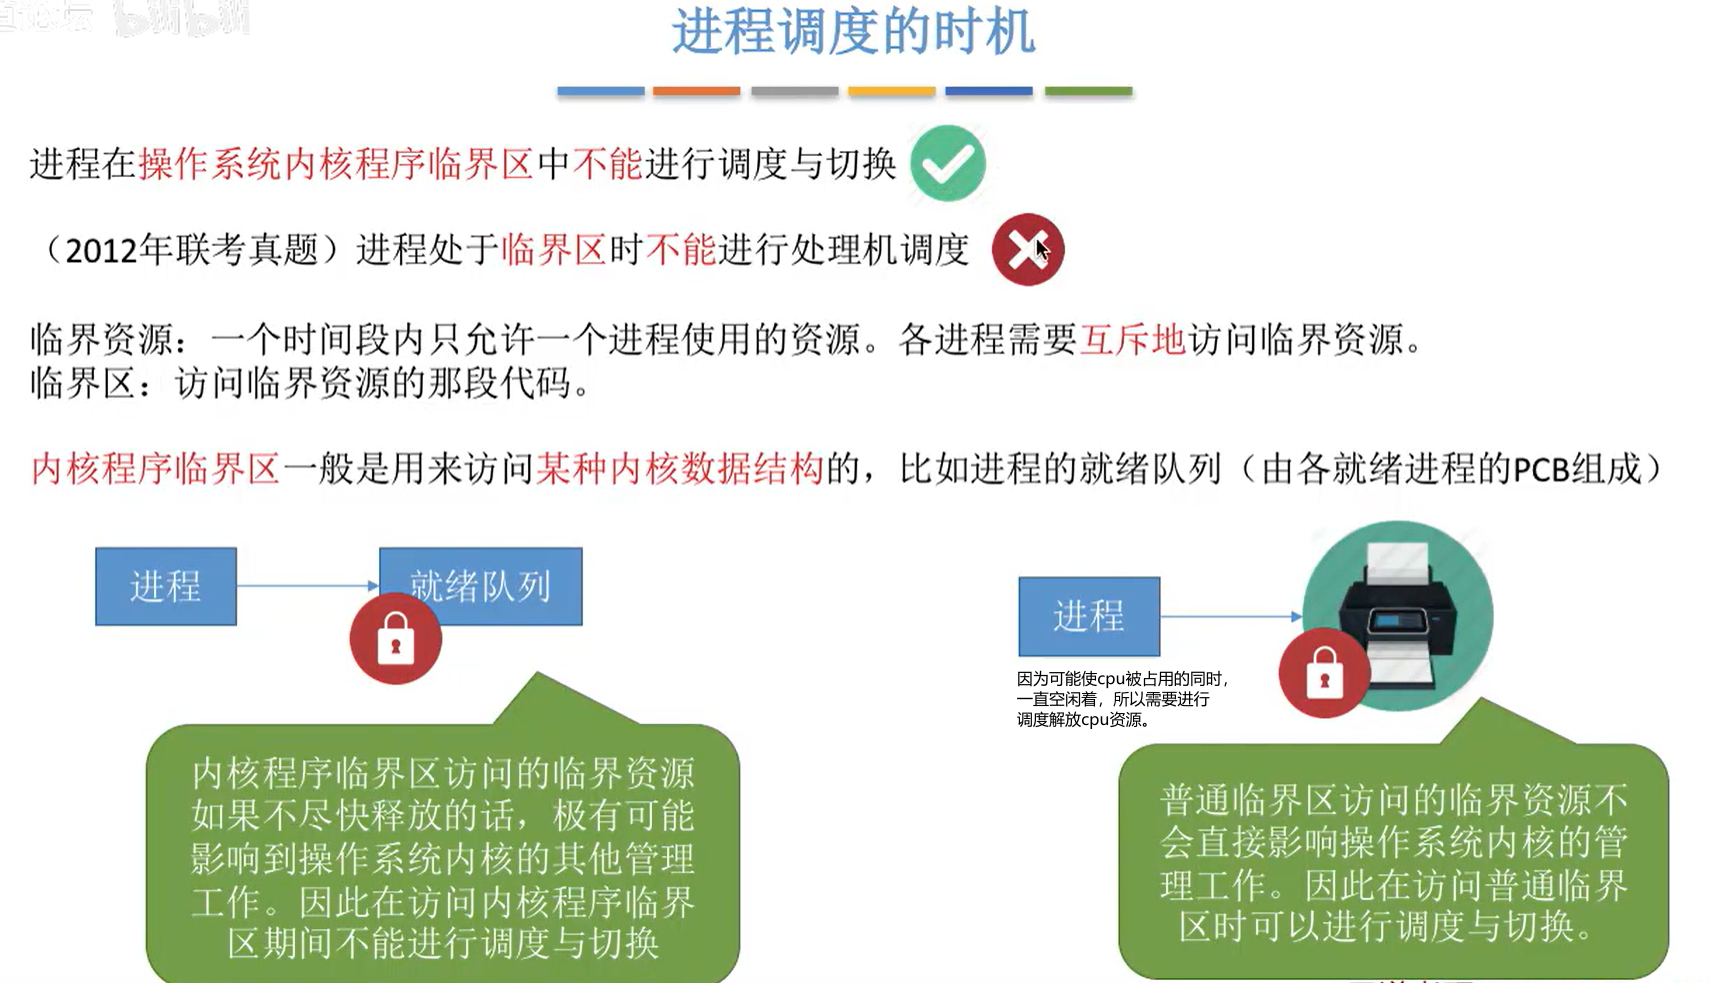 bilibili
进程调度的时机
进程在操作系统内核程序临界区中不能进行调度与切换
（2012年联考真题）进程处于临界区时不能进行处理机调度
临界资源：一个时间段内只允许一个进程使用的资源。各进程需要互斥地访问临界资源。
临界区：访问临界资源的那段代码。
内核程序临界区一般是用来访问某种内核数据结构的，比如进程的就绪队列（由各就绪进程的PCB组成）
进程
就绪队列
内核程序临界区访问的临界资源
如果不尽快释放的话，极有可能
影响到操作系统内核的其他管理
工作。因此在访问内核程序临界
区期间不能进行调度与切换
进程
因为可能使cpu被占用的同时，
一直空闲着，所以需要进行
调度解放cpu资源。
普通临界区访问的临界资源不
会直接影响操作系统内核的管
理工作。因此在访问普通临界
区时可以进行调度与切换。